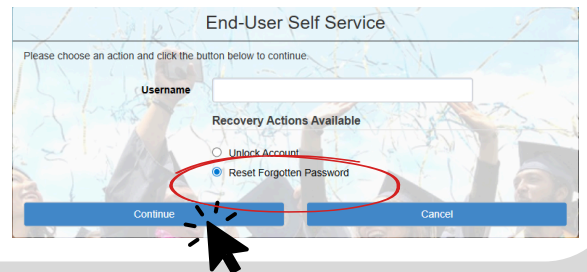 End-User Self Service
Please choose an action and click the button below to continue.
Username
Recovery Actions Available
Unlock Account
Reset Forgotten Password
Continue Cancel